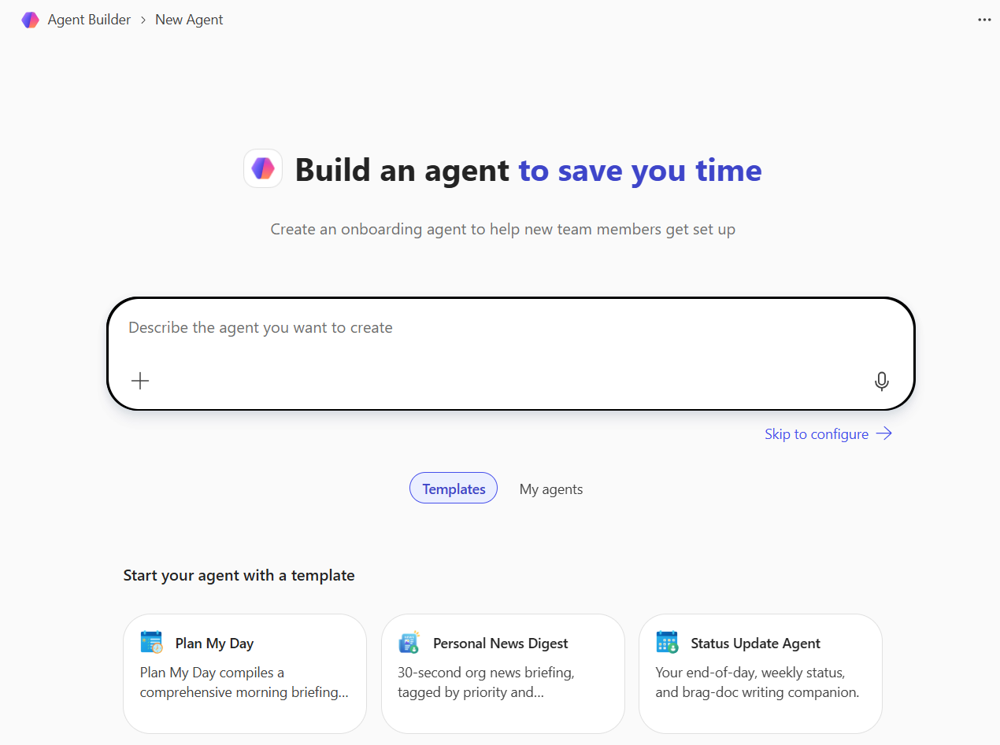 Agent Builder > New Agent
Build an agent to save you time
Create an onboarding agent to help new team members get set up
Describe the agent you want to create
Skip to configure
Templates
My agents
Start your agent with a template
Plan My Day
Plan My Day compiles a
comprehensive morning briefing...
Personal News Digest
30-second org news briefing,
tagged by priority and...
Status Update Agent
Your end-of-day, weekly status,
and brag-doc writing companion.